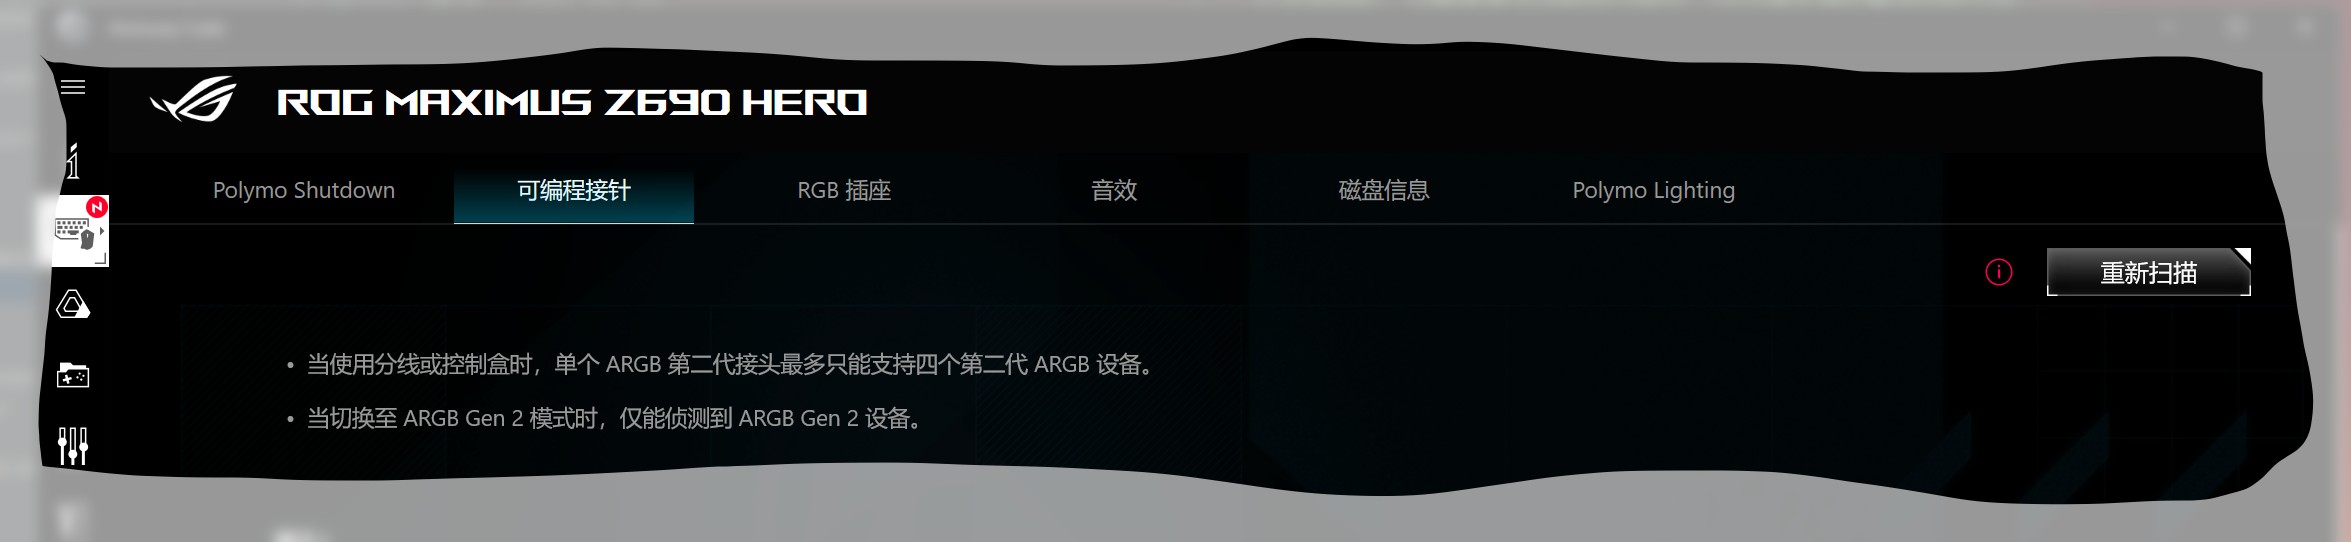 ROG MAXIMUS Z690 HERO
Polymo Shutdown
可编程接针
RGB 插座
音效
磁盘信息
Polymo Lighting
重新扫描
• 当使用分线或控制盒时，单个 ARGB 第二代接头最多只能支持四个第二代 ARGB 设备。
• 当切换至 ARGB Gen 2 模式时，仅能侦测到 ARGB Gen 2 设备。